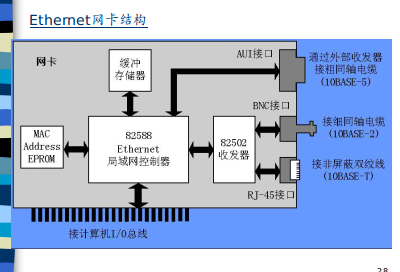 Ethernet网卡结构
网卡
缓冲
存储器
AUI接口
通过外部收发器
接粗同轴电缆
(10BASE-5)
BNC接口
接细同轴电缆
(10BASE-2)
MAC
Address
EPROM
82588
Ethernet
局域网控制器
82502
收发器
接非屏蔽双绞线
(10BASE-T)
RJ-45接口
接计算机I/O总线
28